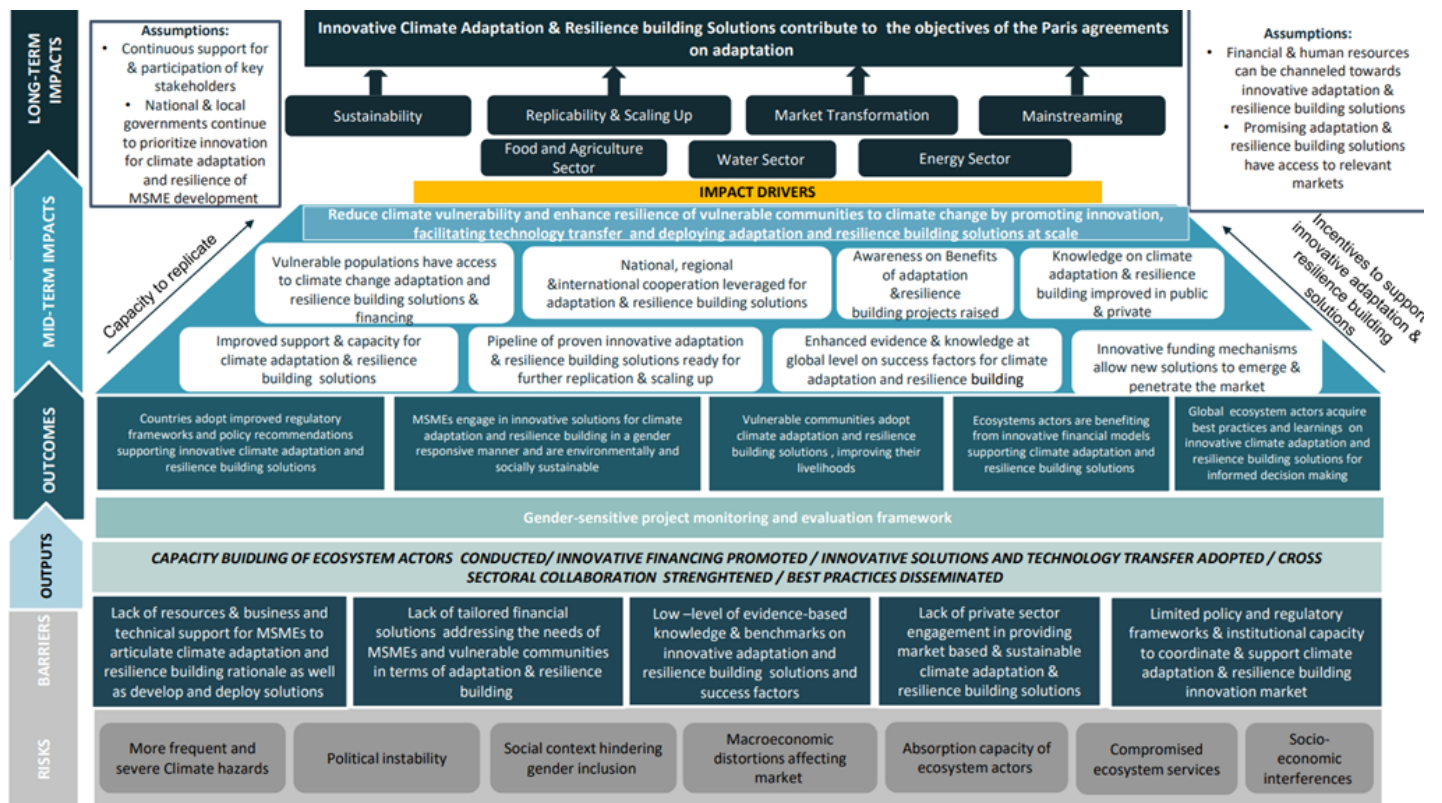 LONG-TERM
IMPACTS
Assumptions:
• Continuous support for
& participation of key
stakeholders
• National & local
governments continue
to prioritize innovation
for climate adaptation
and resilience of
MSME development
Innovative Climate Adaptation & Resilience building Solutions contribute to the objectives of the Paris agreements
on adaptation
Assumptions:
• Financial & human resources
can be channeled towards
innovative adaptation &
resilience building solutions
• Promising adaptation &
resilience building solutions
have access to relevant
markets
Sustainability
Replicability & Scaling Up
Market Transformation
Mainstreaming
Food and Agriculture
Sector
Water Sector
Energy Sector
IMPACT DRIVERS
MID-TERM IMPACTS
Capacity to replicate
Reduce climate vulnerability and enhance resilience of vulnerable communities to climate change by promoting innovation,
facilitating technology transfer and deploying adaptation and resilience building solutions at scale
Incentives to support
innovative adaptation &
resilience building
solutions
Vulnerable populations have access
to climate change adaptation and
resilience building solutions &
financing
National, regional
&international cooperation leveraged for
adaptation & resilience building solutions
Awareness on Benefits
of adaptation
&resilience
building projects raised
Knowledge on climate
adaptation & resilience
building improved in public
& private
Improved support & capacity for
climate adaptation & resilience
building solutions
Pipeline of proven innovative adaptation
& resilience building solutions ready for
further replication & scaling up
Enhanced evidence & knowledge at
global level on success factors for climate
adaptation and resilience building
Innovative funding mechanisms
allow new solutions to emerge &
penetrate the market
OUTCOMES
Countries adopt improved regulatory
frameworks and policy recommendations
supporting innovative climate adaptation and
resilience building solutions
MSMEs engage in innovative solutions for climate
adaptation and resilience building in a gender
responsive manner and are environmentally and
socially sustainable
Vulnerable communities adopt
climate adaptation and resilience
building solutions , improving their
livelihoods
Ecosystems actors are benefiting
from innovative financial models
supporting climate adaptation and
resilience building solutions
Global ecosystem actors acquire
best practices and learnings on
innovative climate adaptation and
resilience building solutions for
informed decision making
Gender-sensitive project monitoring and evaluation framework
OUTPUTS
CAPACITY BUIDLING OF ECOSYSTEM ACTORS CONDUCTED/ INNOVATIVE FINANCING PROMOTED / INNOVATIVE SOLUTIONS AND TECHNOLOGY TRANSFER ADOPTED / CROSS
SECTORAL COLLABORATION STRENGHTENED / BEST PRACTICES DISSEMINATED
BARRIERS
Lack of resources & business and
technical support for MSMEs to
articulate climate adaptation and
resilience building rationale as well
as develop and deploy solutions
Lack of tailored financial
solutions addressing the needs of
MSMEs and vulnerable communities
in terms of adaptation & resilience
building
Low –level of evidence-based
knowledge & benchmarks on
innovative adaptation and
resilience building solutions and
success factors
Lack of private sector
engagement in providing
market based & sustainable
climate adaptation &
resilience building solutions
Limited policy and regulatory
frameworks & institutional capacity
to coordinate & support climate
adaptation & resilience building
innovation market
RISKS
More frequent and
severe Climate hazards
Political instability
Social context hindering
gender inclusion
Macroeconomic
distortions affecting
market
Absorption capacity of
ecosystem actors
Compromised
ecosystem services
Socio-
economic
interferences